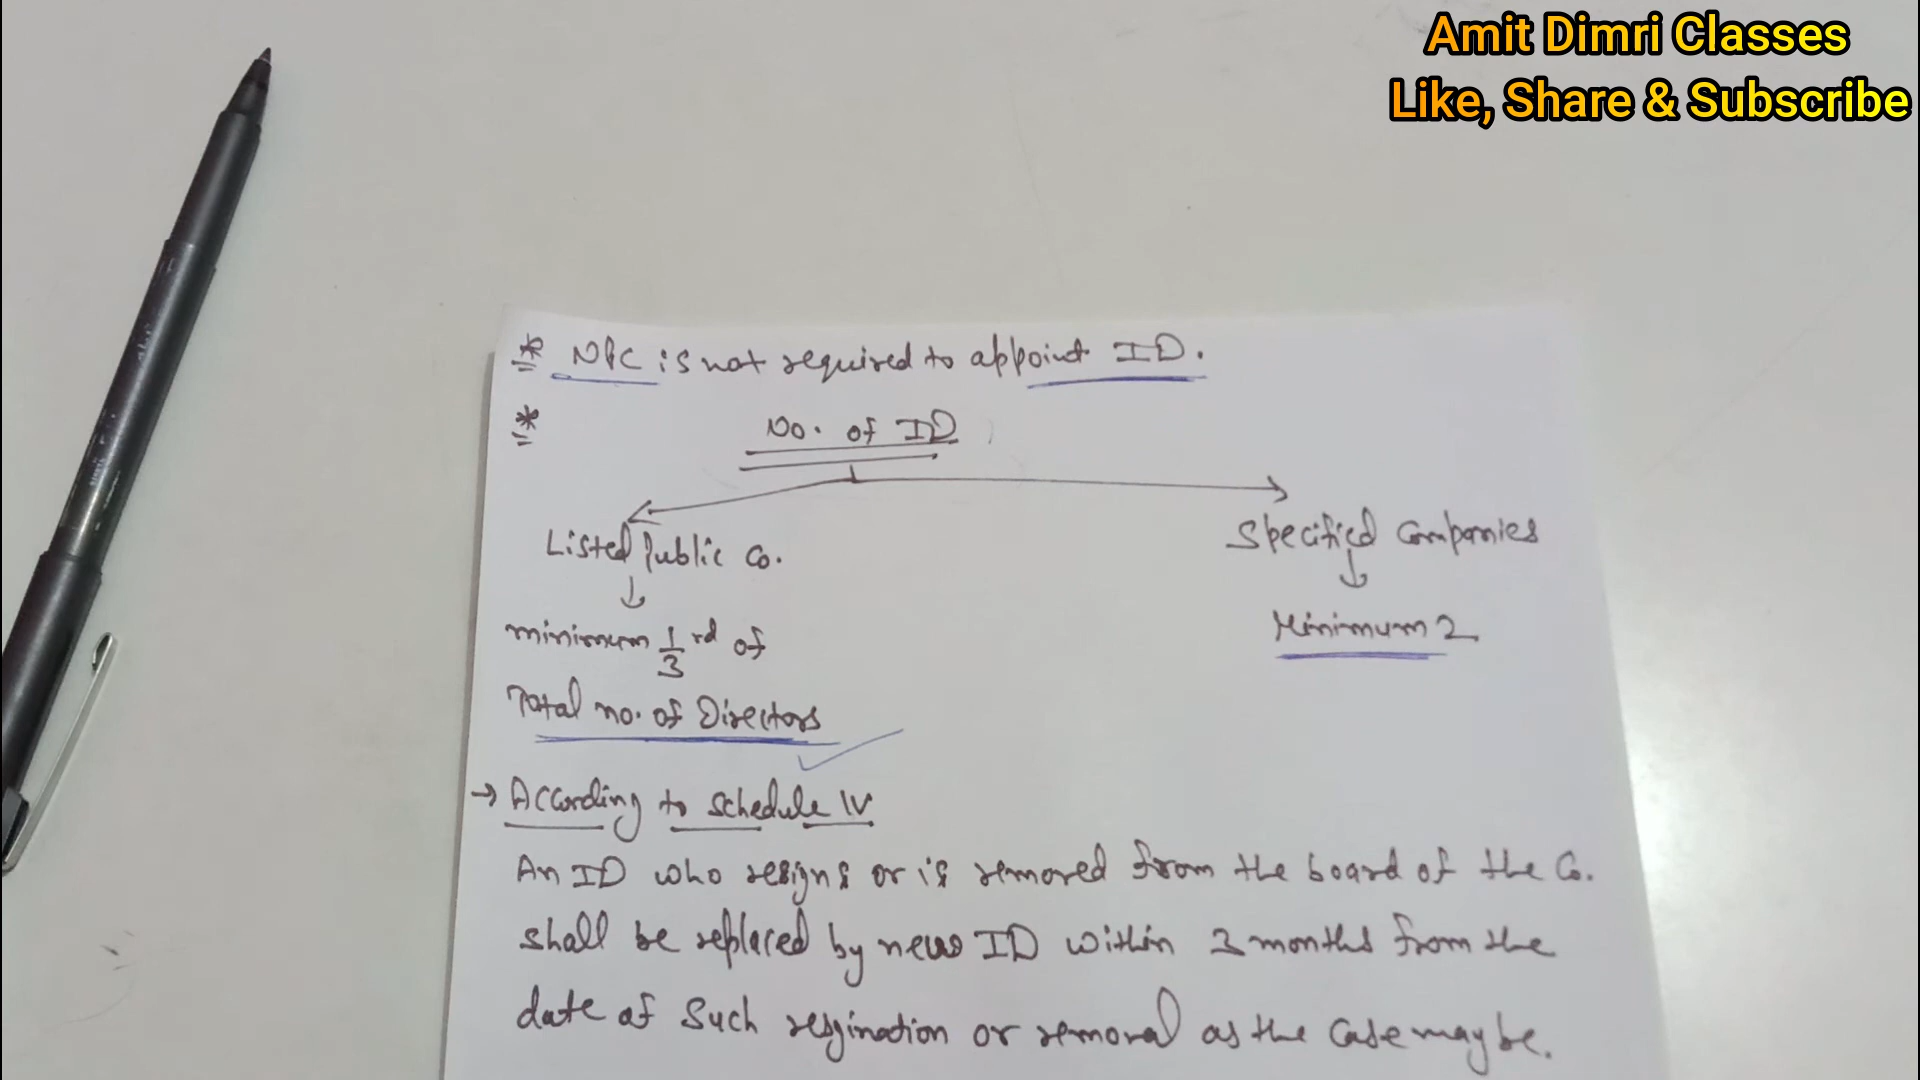 Amit Dimri Classes
Like, Share & Subscribe
* NPC is not required to appoint ID.
* No. of ID
Listed Public Co.
Specified Companies
minimum 1/3 rd of
Minimum 2
Total no. of Directors
→ According to schedule IV
An ID who resigns or is removed from the board of the Co.
shall be replaced by new ID within 3 months from the
date of such resgination or removal as the case may be.